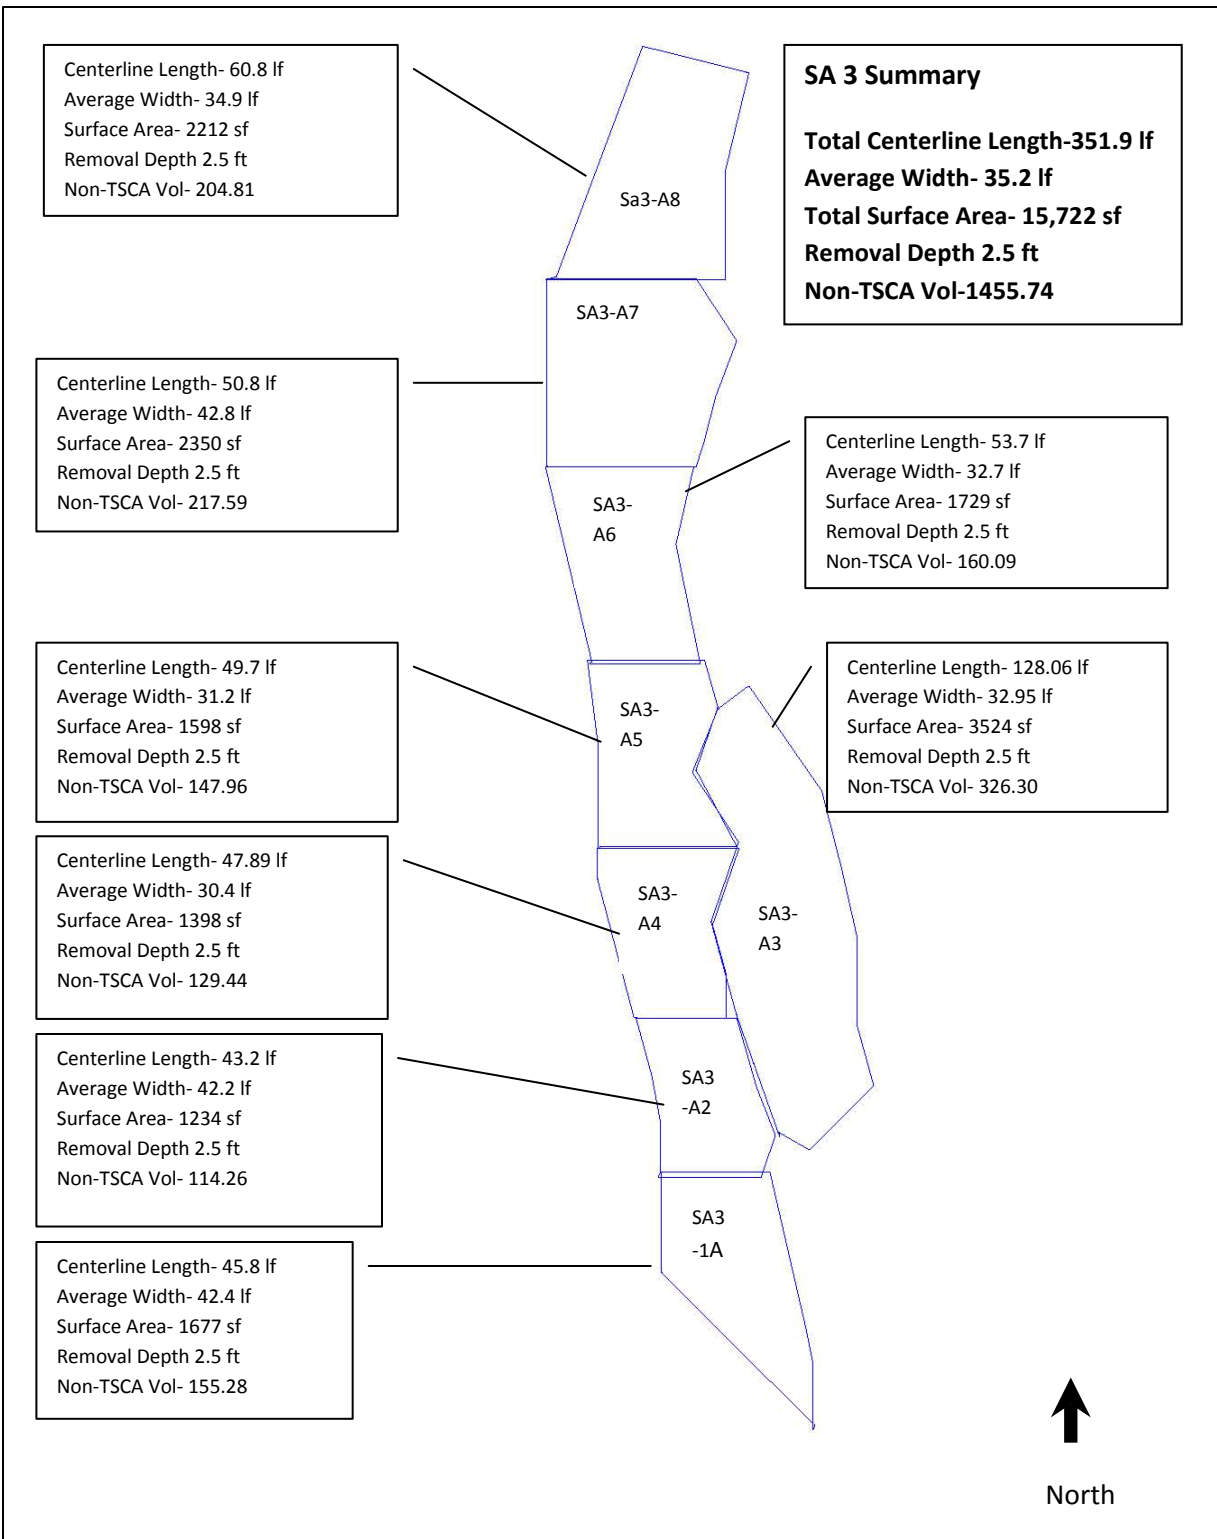 Centerline Length- 60.8 lf
Average Width- 34.9 lf
Surface Area- 2212 sf
Removal Depth 2.5 ft
Non-TSCA Vol- 204.81
Sa3-A8
SA 3 Summary
Total Centerline Length-351.9 lf
Average Width- 35.2 lf
Total Surface Area- 15,722 sf
Removal Depth 2.5 ft
Non-TSCA Vol-1455.74
SA3-A7
Centerline Length- 50.8 lf
Average Width- 42.8 lf
Surface Area- 2350 sf
Removal Depth 2.5 ft
Non-TSCA Vol- 217.59
Centerline Length- 53.7 lf
Average Width- 32.7 lf
Surface Area- 1729 sf
Removal Depth 2.5 ft
Non-TSCA Vol- 160.09
SA3-
A6
Centerline Length- 49.7 lf
Average Width- 31.2 lf
Surface Area- 1598 sf
Removal Depth 2.5 ft
Non-TSCA Vol- 147.96
SA3-
A5
Centerline Length- 128.06 lf
Average Width- 32.95 lf
Surface Area- 3524 sf
Removal Depth 2.5 ft
Non-TSCA Vol- 326.30
Centerline Length- 47.89 lf
Average Width- 30.4 lf
Surface Area- 1398 sf
Removal Depth 2.5 ft
Non-TSCA Vol- 129.44
SA3-
A4
SA3-
A3
Centerline Length- 43.2 lf
Average Width- 42.2 lf
Surface Area- 1234 sf
Removal Depth 2.5 ft
Non-TSCA Vol- 114.26
SA3
-A2
SA3
-1A
Centerline Length- 45.8 lf
Average Width- 42.4 lf
Surface Area- 1677 sf
Removal Depth 2.5 ft
Non-TSCA Vol- 155.28
North